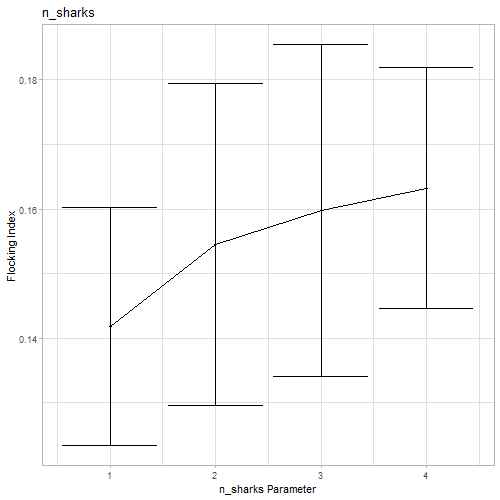 n_sharks
Flocking Index
0.18
0.16
0.14
1 2 3 4
n_sharks Parameter